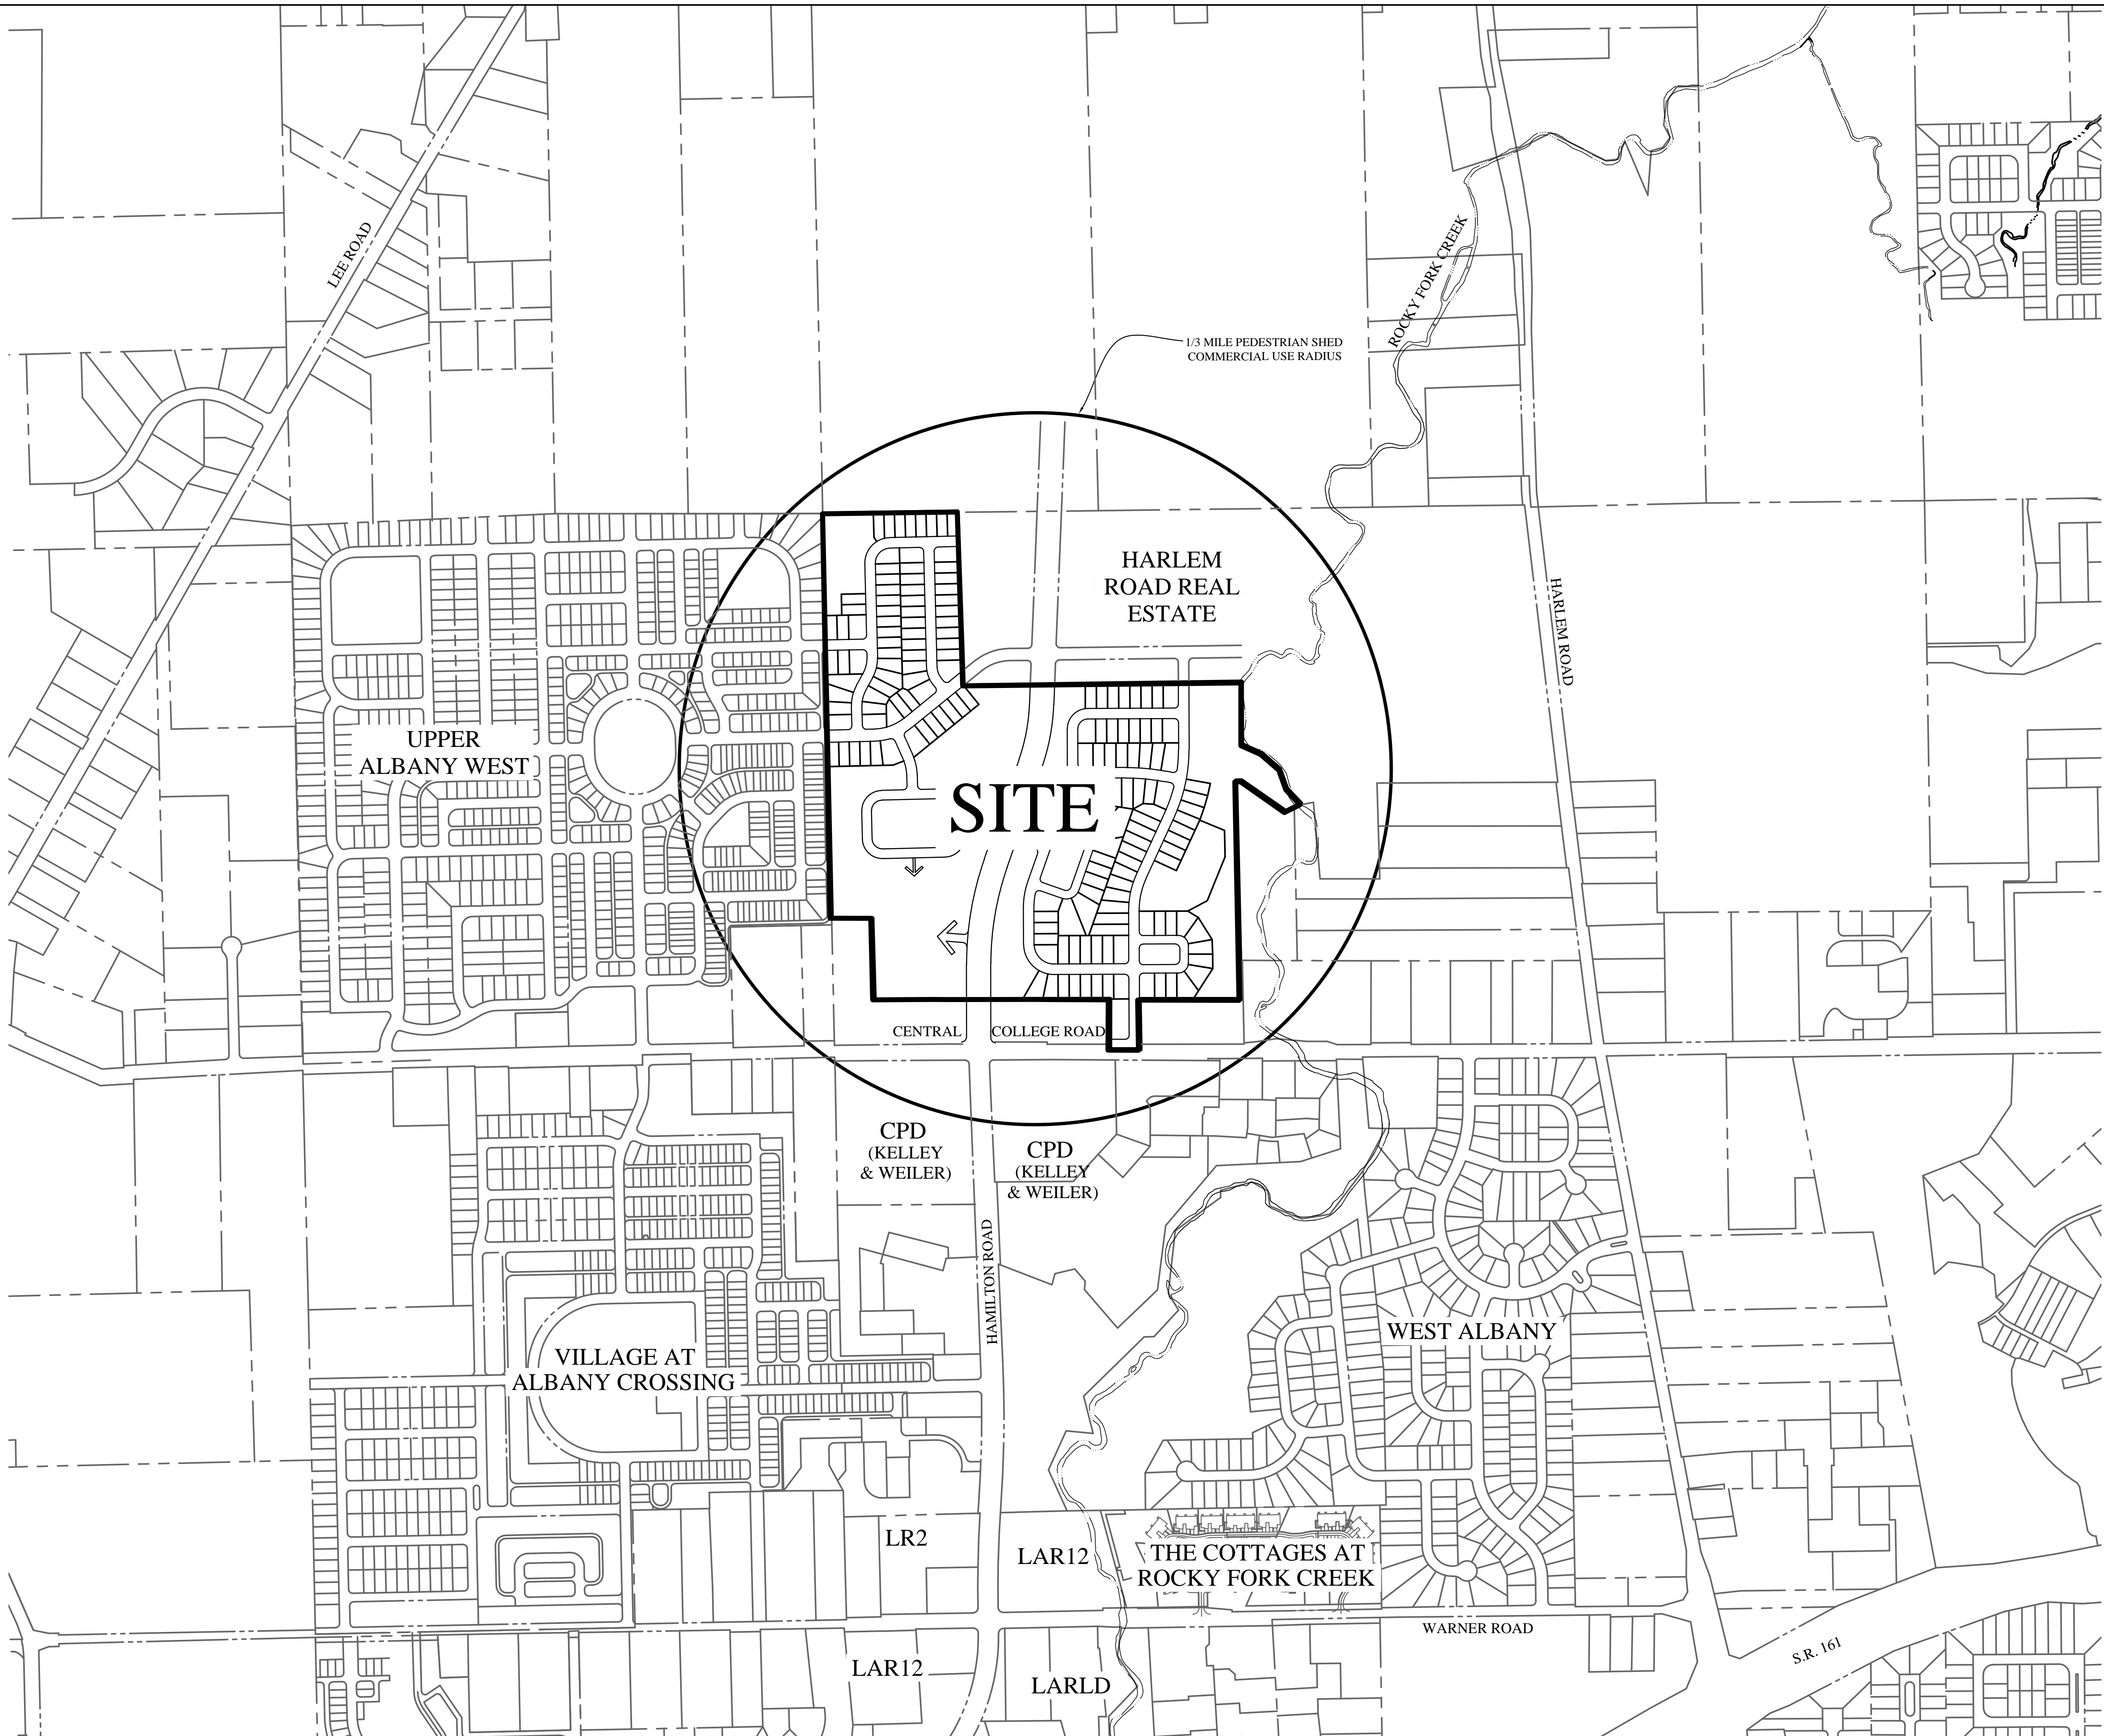 LEE ROAD
ROCKY FORK CREEK
1/3 MILE PEDESTRIAN SHED
COMMERCIAL USE RADIUS
HARLEM
ROAD REAL
ESTATE
HARLEM ROAD
UPPER
ALBANY WEST
SITE
CENTRAL COLLEGE ROAD
CPD
(KELLEY
& WEILER)
CPD
(KELLEY
& WEILER)
HAMILTON ROAD
WEST ALBANY
VILLAGE AT
ALBANY CROSSING
LR2
LAR12
THE COTTAGES AT
ROCKY FORK CREEK
WARNER ROAD
S.R. 161
LAR12
LARLD